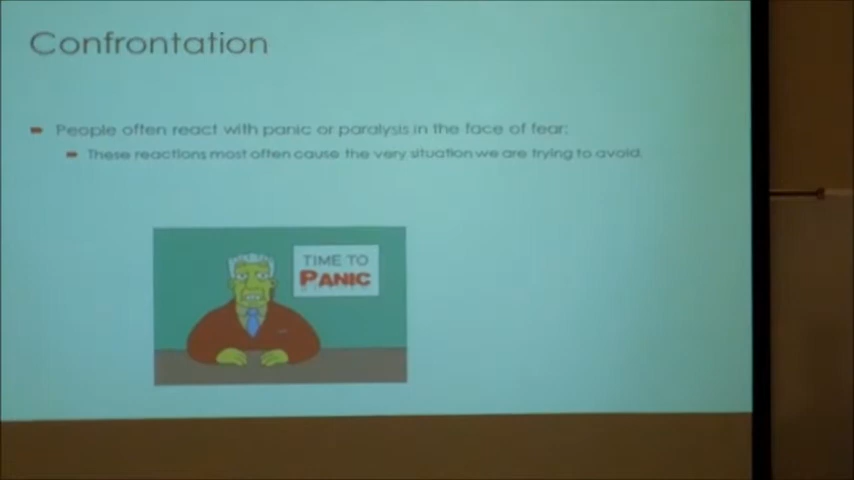 Confrontation
People often react with panic or paralysis in the face of fear:
These reactions most often cause the very situation we are trying to avoid.
TIME TO
PANIC